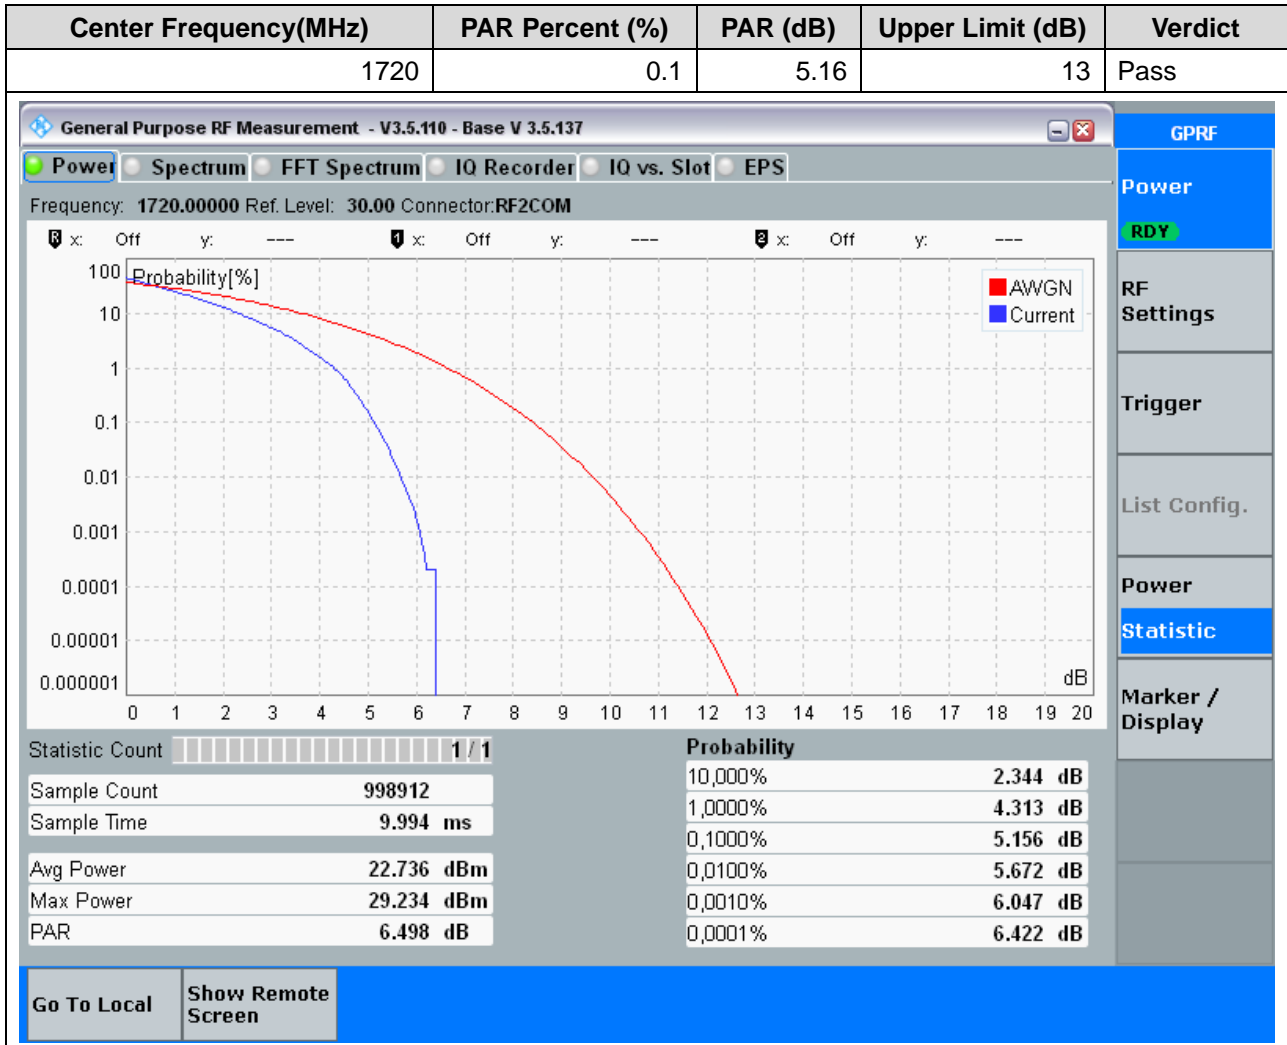 Center Frequency(MHz) PAR Percent (%) PAR (dB) Upper Limit (dB) Verdict
1720 0.1 5.16 13 Pass
General Purpose RF Measurement - V3.5.110 - Base V 3.5.137
GPRF
Power Spectrum FFT Spectrum IQ Recorder IQ vs. Slot EPS
Power
RDY
Frequency: 1720.00000 Ref. Level: 30.00 Connector:RF2COM
R x: Off y: --- 1 x: Off y: --- 2 x: Off y: ---
Probability[%]
AWGN
Current
100
10
1
0.1
0.01
0.001
0.0001
0.00001
0.000001
dB
0 1 2 3 4 5 6 7 8 9 10 11 12 13 14 15 16 17 18 19 20
RF
Settings
Trigger
List Config.
Power
Statistic
Marker /
Display
Statistic Count 1 / 1
Sample Count 998912
Sample Time 9.994 ms
Avg Power 22.736 dBm
Max Power 29.234 dBm
PAR 6.498 dB
Probability
10,000% 2.344 dB
1,0000% 4.313 dB
0,1000% 5.156 dB
0,0100% 5.672 dB
0,0010% 6.047 dB
0,0001% 6.422 dB
Go To Local
Show Remote
Screen